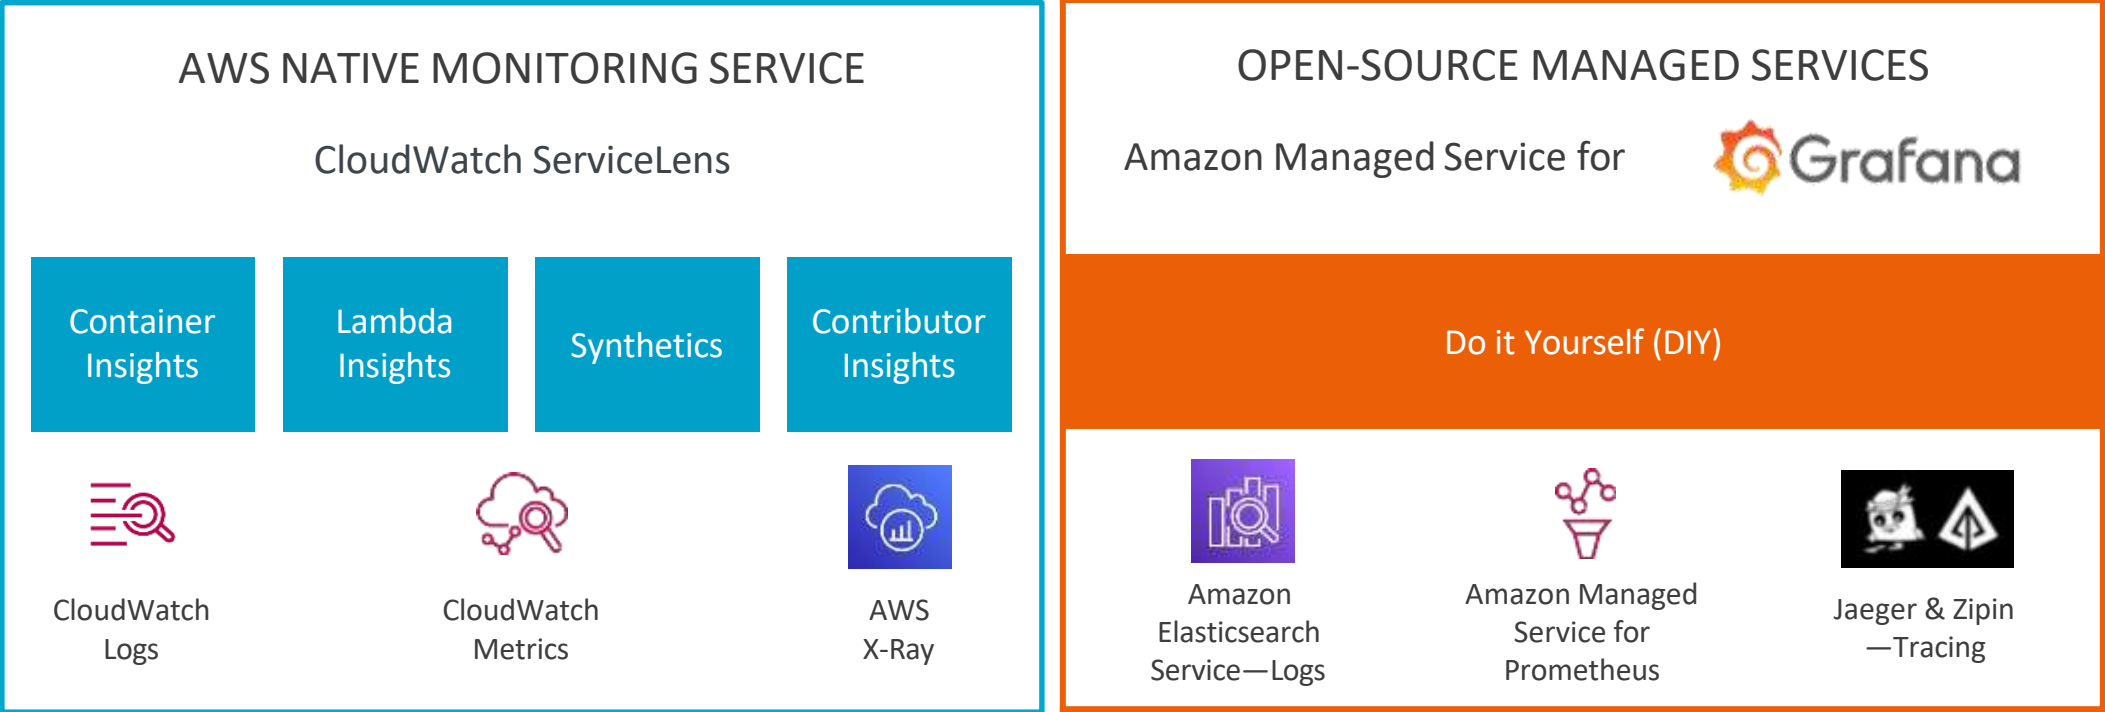 AWS NATIVE MONITORING SERVICE
CloudWatch ServiceLens
Container
Insights
Lambda
Insights
Synthetics
Contributor
Insights
CloudWatch
Logs
CloudWatch
Metrics
AWS
X-Ray
OPEN-SOURCE MANAGED SERVICES
Amazon Managed Service for Grafana
Do it Yourself (DIY)
Amazon
Elasticsearch
Service—Logs
Amazon Managed
Service for
Prometheus
Jaeger & Zipin
—Tracing